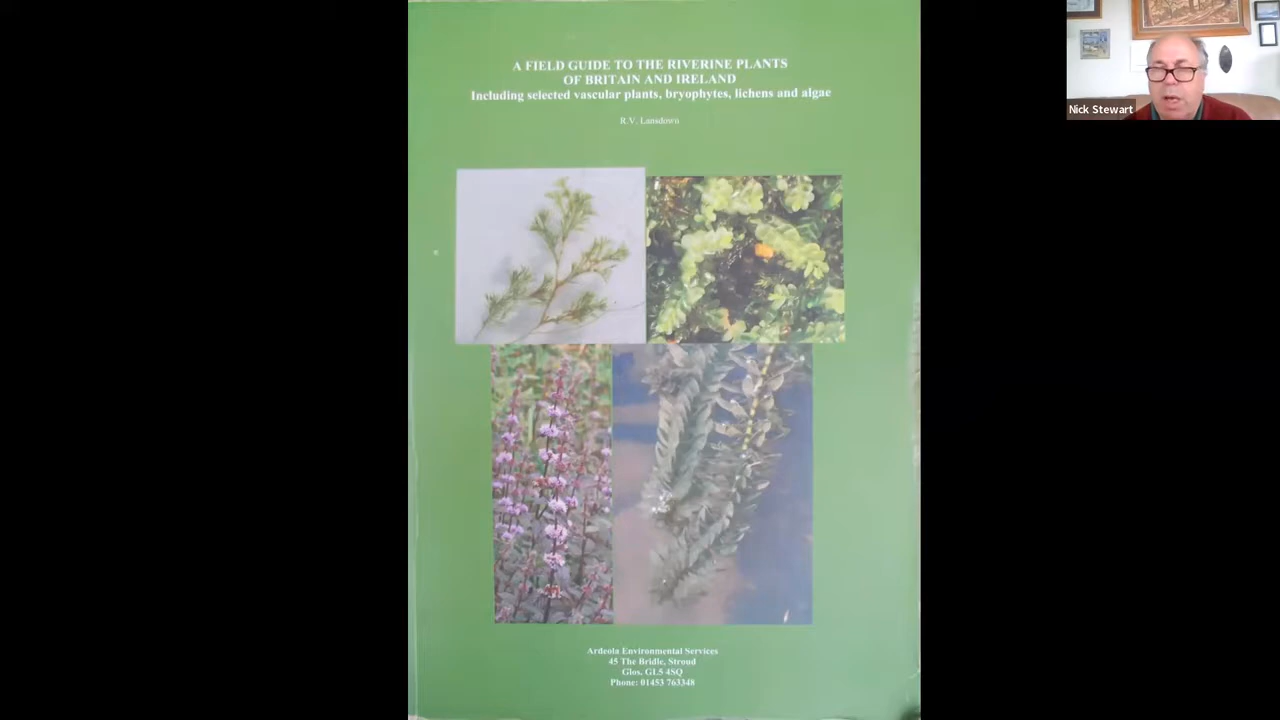 A FIELD GUIDE TO THE RIVERINE PLANTS
OF BRITAIN AND IRELAND
Including selected vascular plants, bryophytes, lichens and algae
R.V. Lansdown
Nick Stewart
Ardeola Environmental Services
45 The Bridle, Stroud
Glos, GL5 4SQ
Phone: 01453 763348